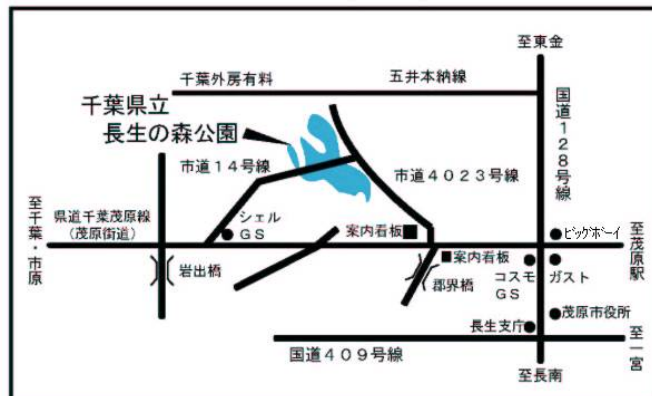 至東金
千葉外房有料
五井本納線
国道128号線
千葉県立
長生の森公園
市道14号線
市道4023号線
至千葉・市原
県道千葉茂原線
(茂原街道)
シェル
GS
案内看板
ビッグボーイ
至茂原駅
岩出橋
案内看板
郡界橋
コスモ
GS
ガスト
長生支庁
茂原市役所
国道409号線
至一宮
至長南